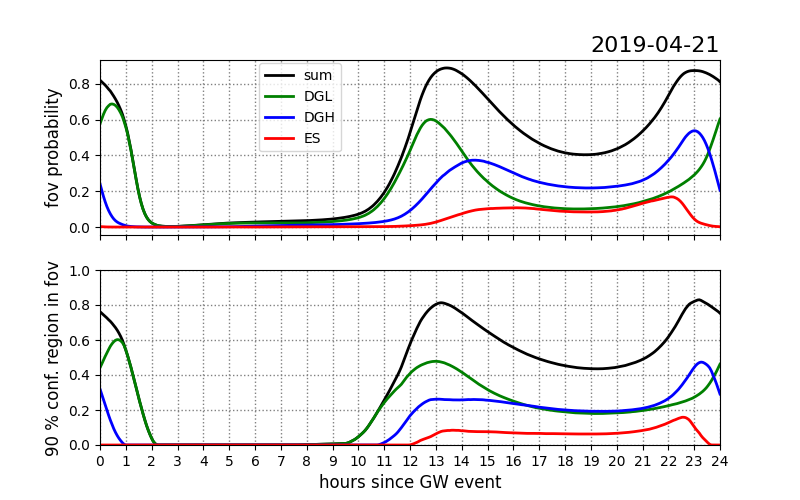 2019-04-21
fov probability
0.8
0.6
0.4
0.2
0.0
sum
DGL
DGH
ES
90 % conf. region in fov
1.0
0.8
0.6
0.4
0.2
0.0
0 1 2 3 4 5 6 7 8 9 10 11 12 13 14 15 16 17 18 19 20 21 22 23 24
hours since GW event